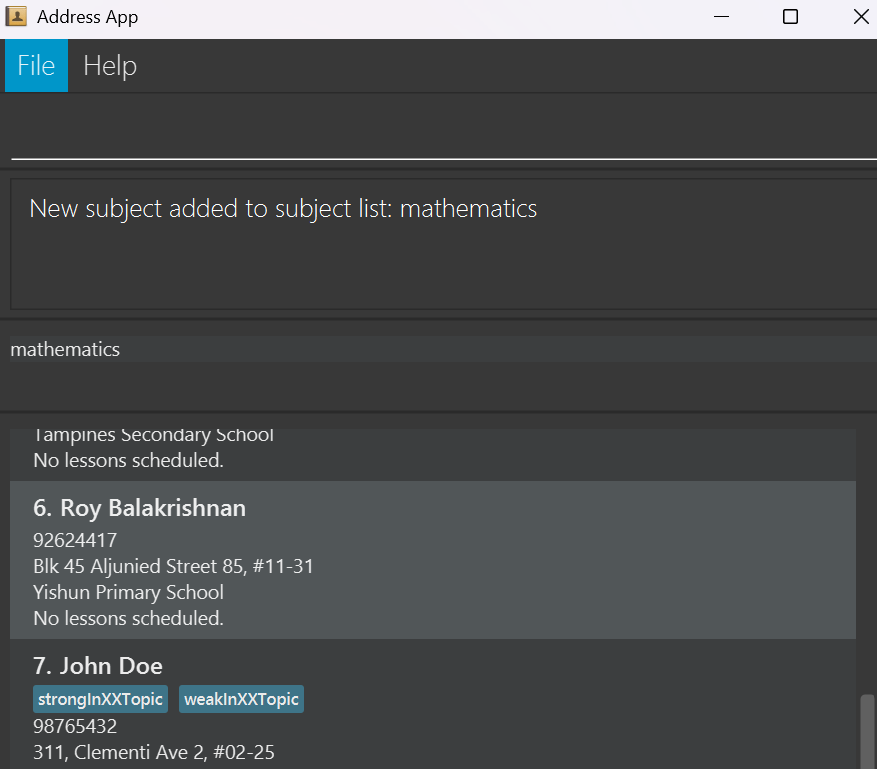 Address App
File Help
New subject added to subject list: mathematics
mathematics
Tampines Secondary School
No lessons scheduled.
6. Roy Balakrishnan
92624417
Blk 45 Aljunied Street 85, #11-31
Yishun Primary School
No lessons scheduled.
7. John Doe
strongInXXTopic weakInXXTopic
98765432
311, Clementi Ave 2, #02-25